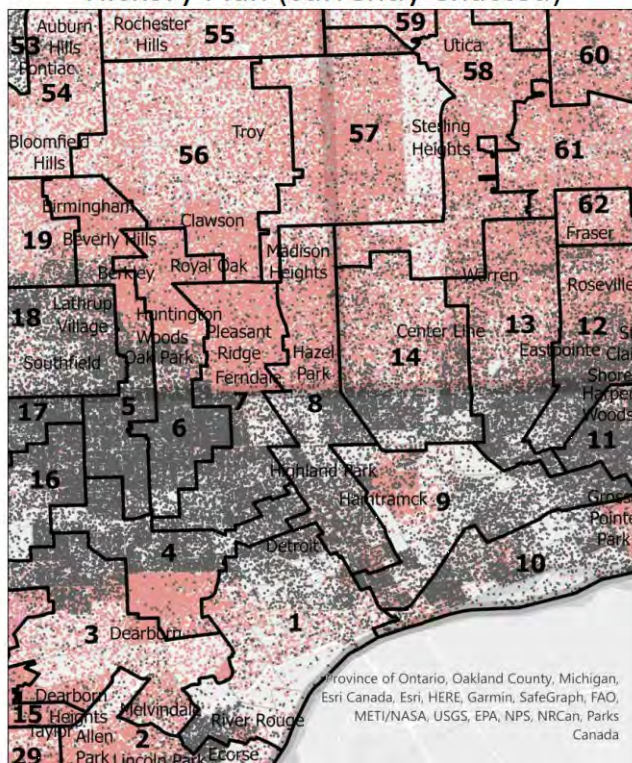 Auburn
Hills
Rochester
Hills
55
59
Utica
53
Pontiac
54
58
60
Bloomfield
Hills
56
Troy
57
Sterling
Heights
61
Birmingham
Clawson
62
Fraser
19
Beverly Hills
Berkley
Royal Oak
Madison
Heights
Warren
Roseville
18
Lathrup
Village
Southfield
Huntington
Woods
Oak Park
Pleasant
Ridge
Ferndale
Hazel
Park
Center Line
14
13
12
Eastpointe
Harper
Woods
17
5
6
7
8
11
16
Highland Park
Hamtramck
9
Grosse
Pointe
Park
4
Detroit
10
3
Dearborn
1
Dearborn
Heights
15
Taylor
Allen
Park
Melvindale
2
Lincoln Park
River Rouge
Ecorse
29
Province of Ontario, Oakland County, Michigan,
Esri Canada, Esri, HERE, Garmin, SafeGraph, FAO,
METI/NASA, USGS, EPA, NPS, NRCan, Parks
Canada